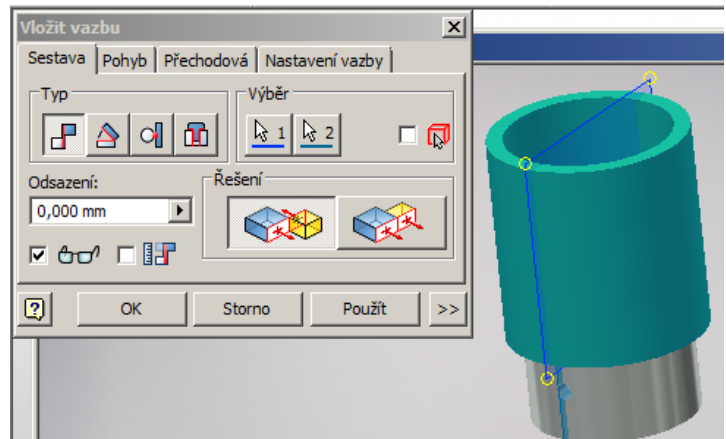 Vložit vazbu
Sestava Pohyb Přechodová Nastavení vazby
Typ
Výběr
1 2
Odsazení:
0,000 mm
Řešení
OK Storno Použít >>